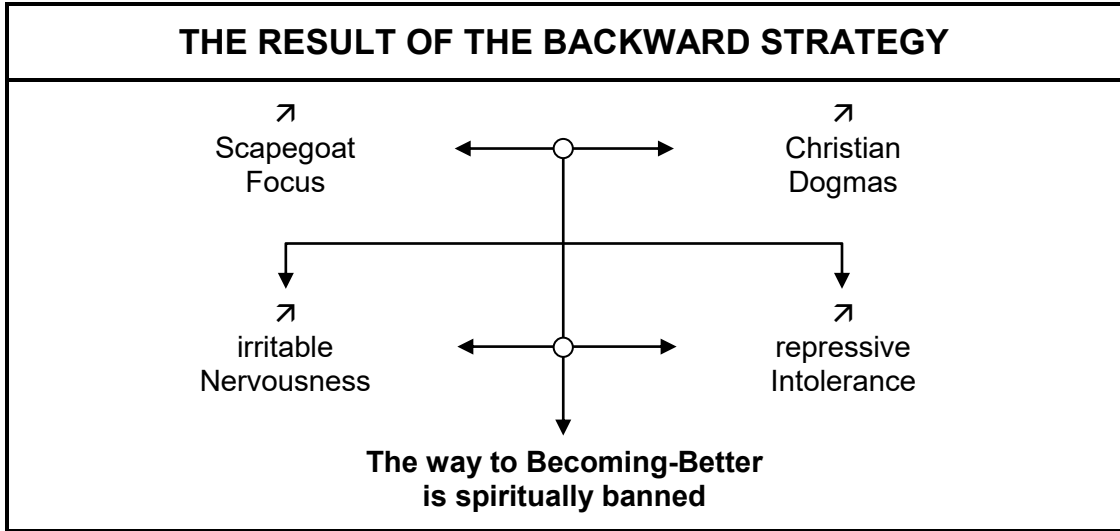 THE RESULT OF THE BACKWARD STRATEGY
Scapegoat
Focus
Christian
Dogmas
irritable
Nervousness
repressive
Intolerance
The way to Becoming-Better
is spiritually banned